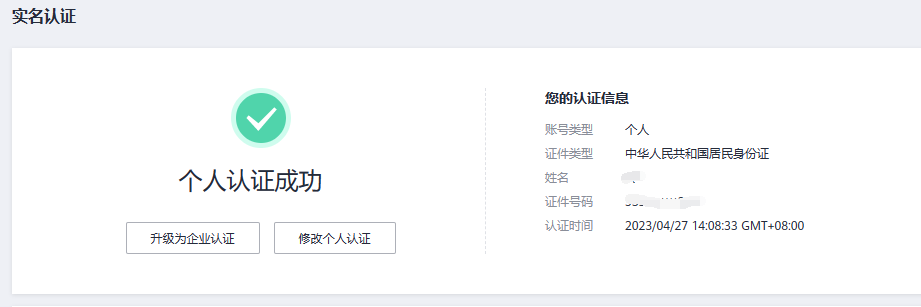 实名认证
个人认证成功
升级为企业认证
修改个人认证
您的认证信息
账号类型 个人
证件类型 中华人民共和国居民身份证
姓名
证件号码
认证时间 2023/04/27 14:08:33 GMT+08:00